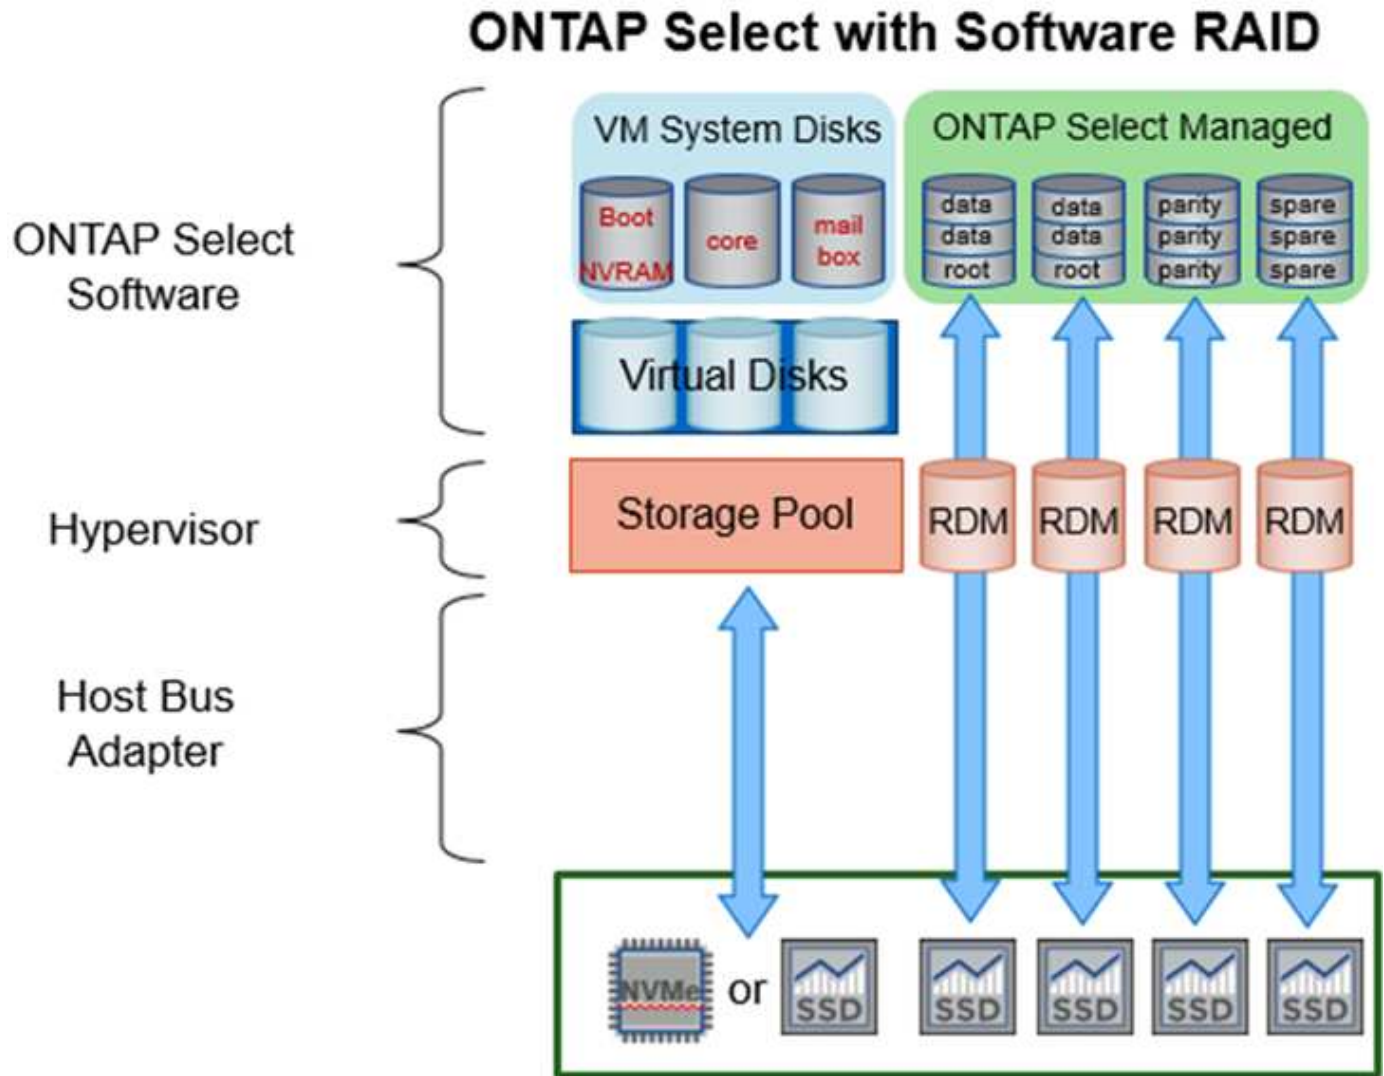 ONTAP Select with Software RAID
VM System Disks
ONTAP Select Managed
Boot
NVRAM
core
mail
box
data
data
root
data
data
root
parity
parity
parity
spare
spare
spare
ONTAP Select
Software
Virtual Disks
Hypervisor
Storage Pool
RDM
RDM
RDM
RDM
Host Bus
Adapter
NVMe
or
SSD
SSD
SSD
SSD
SSD